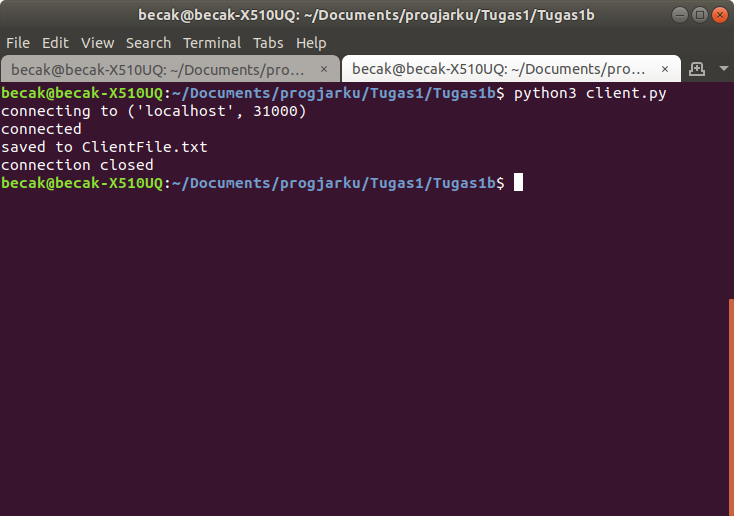 becak@becak-X510UQ: ~/Documents/progjarku/Tugas1/Tugas1b
File Edit View Search Terminal Tabs Help
becak@becak-X510UQ: ~/Documents/pro… × becak@becak-X510UQ: ~/Documents/pro… ×
becak@becak-X510UQ:~/Documents/progjarku/Tugas1/Tugas1b$ python3 client.py
connecting to ('localhost', 31000)
connected
saved to ClientFile.txt
connection closed
becak@becak-X510UQ:~/Documents/progjarku/Tugas1/Tugas1b$